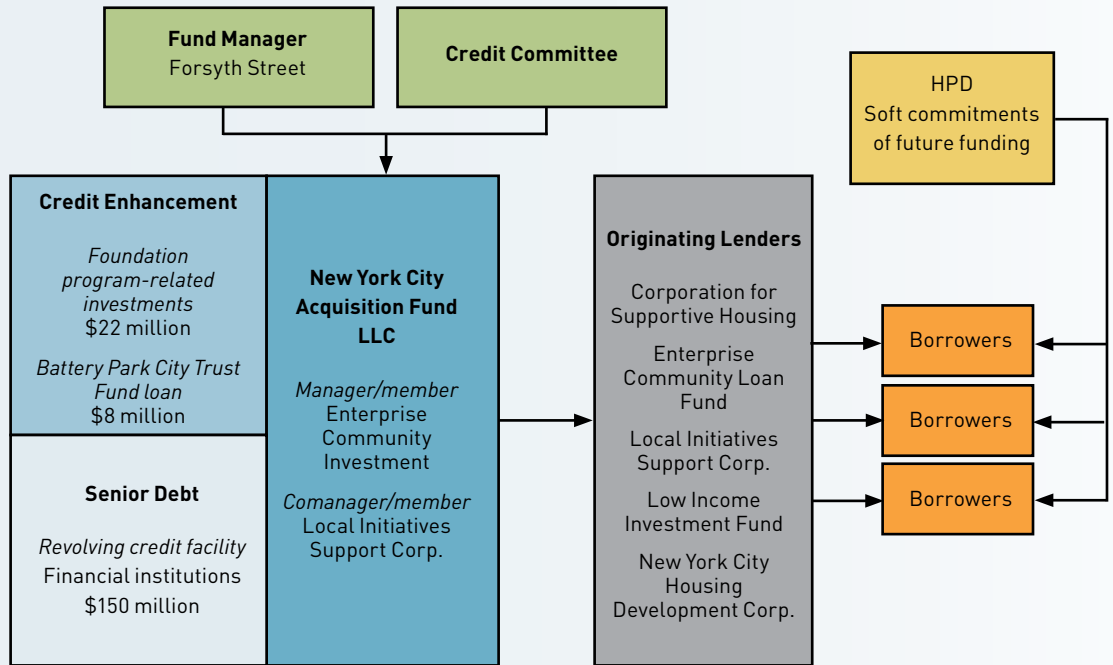 Fund Manager
Forsyth Street
Credit Committee
HPD
Soft commitments
of future funding
Credit Enhancement
Foundation
program-related
investments
$22 million
Battery Park City Trust
Fund loan
$8 million
Senior Debt
Revolving credit facility
Financial institutions
$150 million
New York City
Acquisition Fund
LLC
Manager/member
Enterprise
Community
Investment
Comanager/member
Local Initiatives
Support Corp.
Originating Lenders
Corporation for
Supportive Housing
Enterprise
Community Loan
Fund
Local Initiatives
Support Corp.
Low Income
Investment Fund
New York City
Housing
Development Corp.
Borrowers
Borrowers
Borrowers